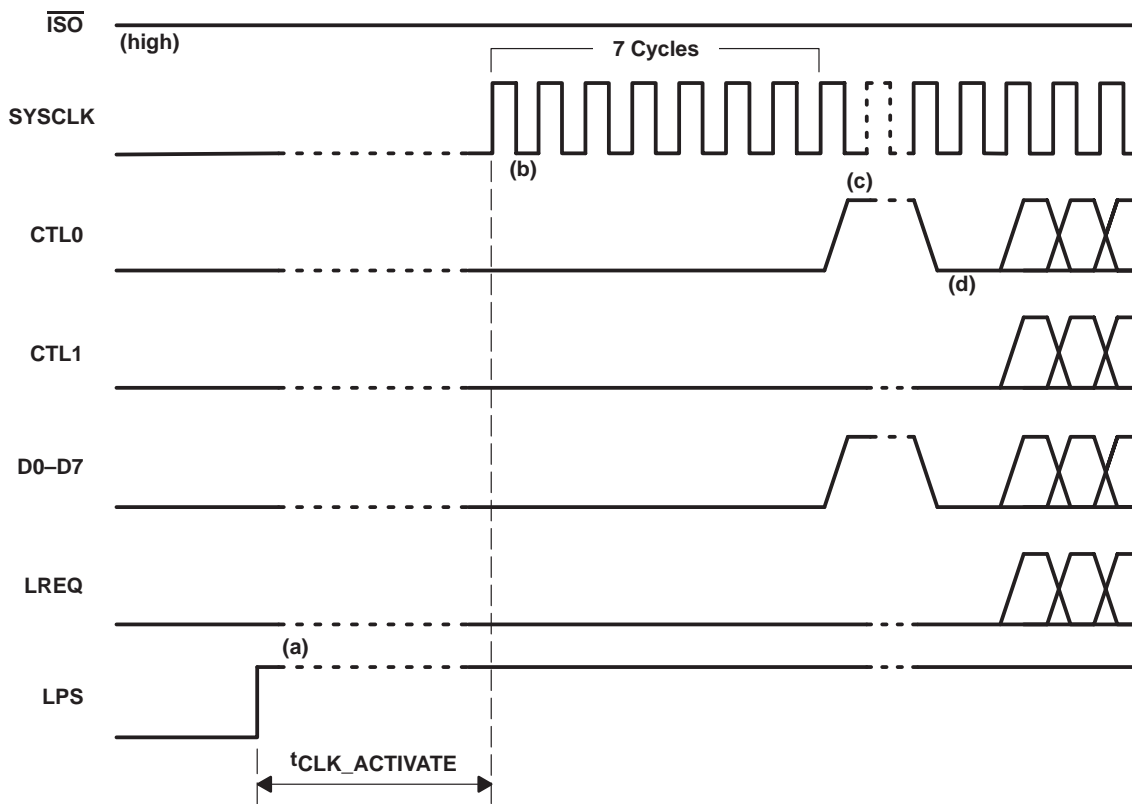 ISO
(high)
7 Cycles
SYSCLK
(b)
(c)
CTL0
(d)
CTL1
D0–D7
LREQ
(a)
LPS
tCLK_ACTIVATE